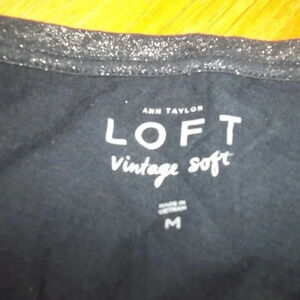 ANN TAYLOR
LOFT
vintage soft
MADE IN
VIETNAM
M